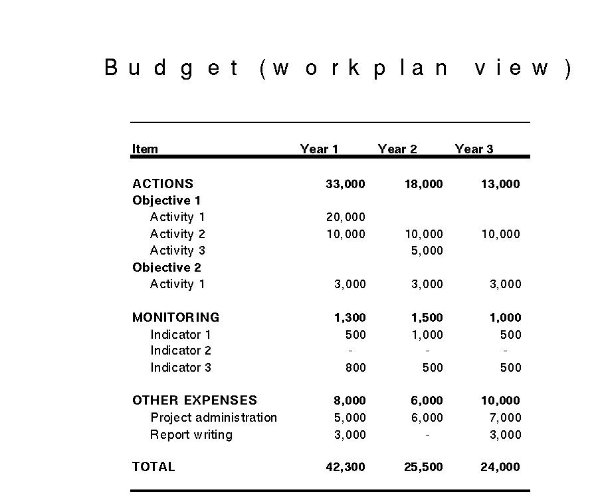 Budget (workplan view)
Item Year 1 Year 2 Year 3
ACTIONS 33,000 18,000 13,000
Objective 1
Activity 1 20,000
Activity 2 10,000 10,000 10,000
Activity 3 5,000
Objective 2
Activity 1 3,000 3,000 3,000
MONITORING 1,300 1,500 1,000
Indicator 1 500 1,000 500
Indicator 2 - - -
Indicator 3 800 500 500
OTHER EXPENSES 8,000 6,000 10,000
Project administration 5,000 6,000 7,000
Report writing 3,000 - 3,000
TOTAL 42,300 25,500 24,000